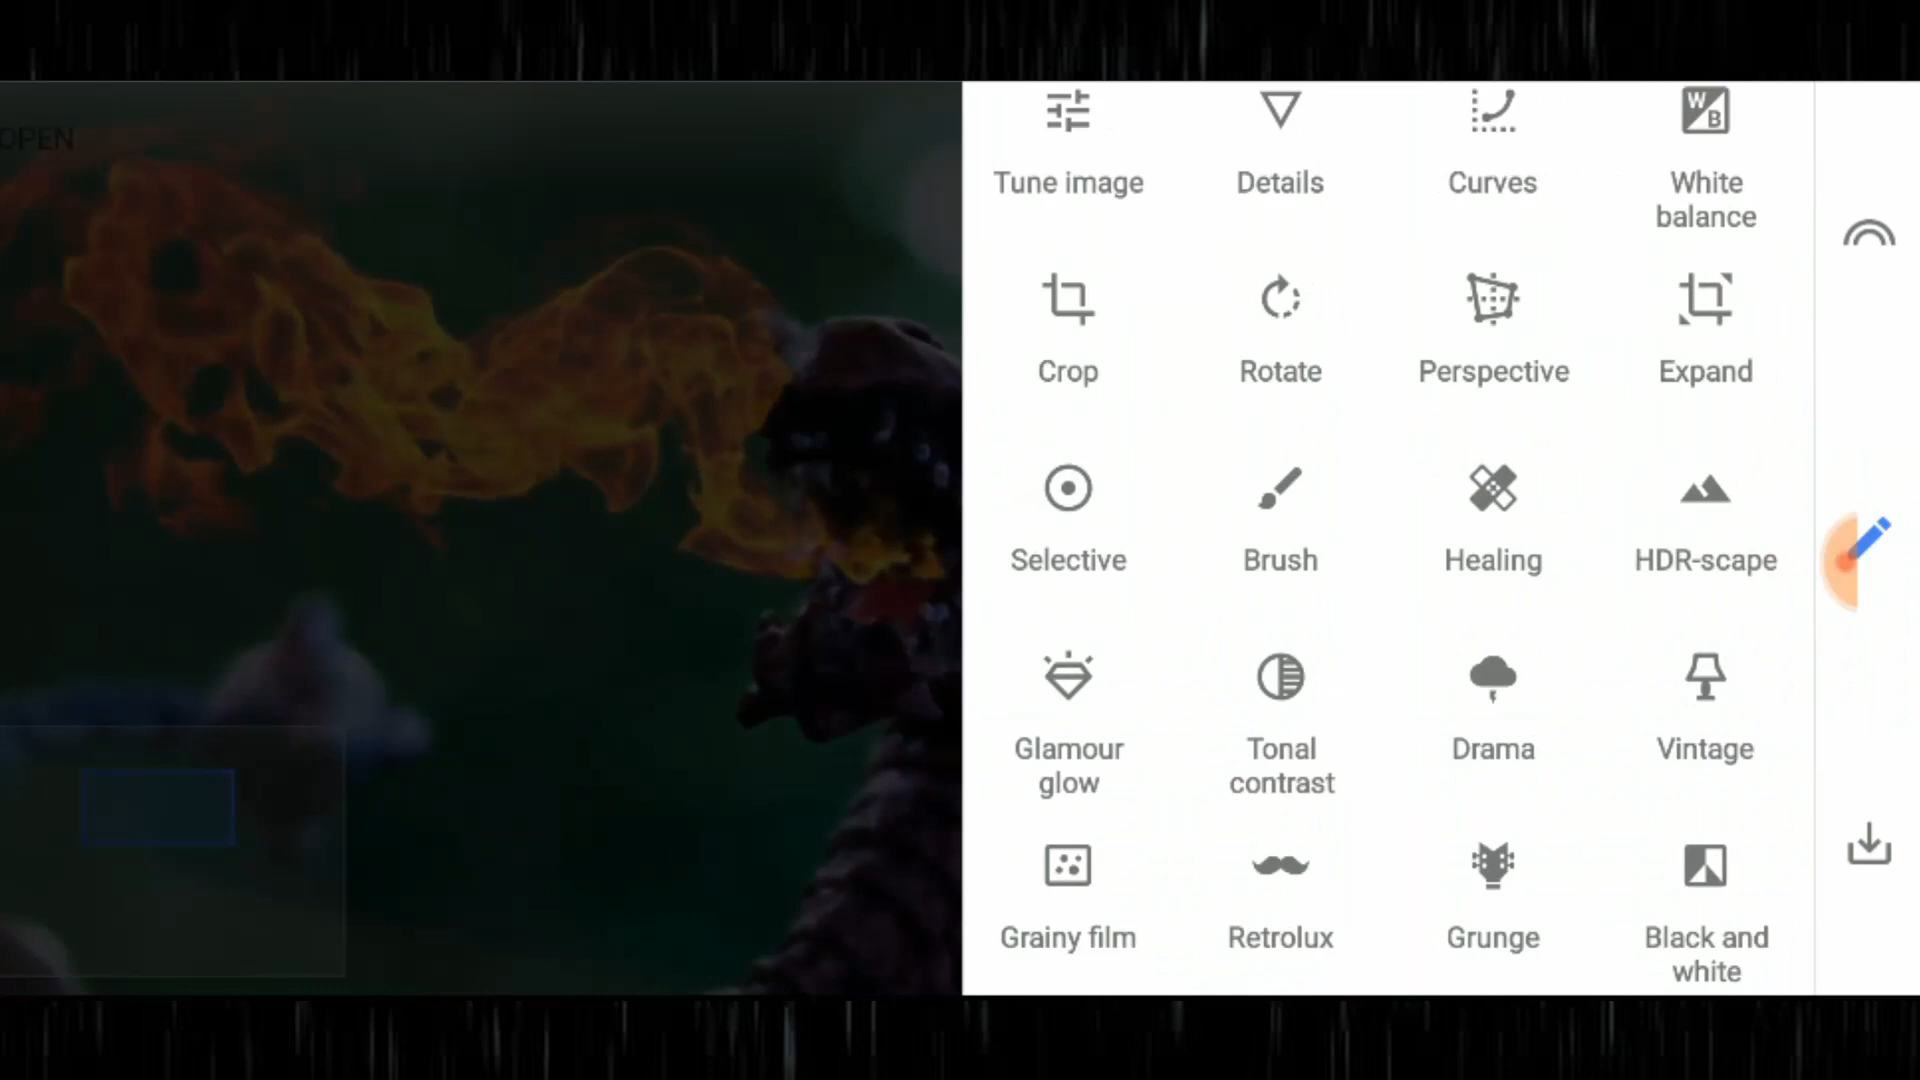 OPEN
Tune image
Details
Curves
White
balance
Crop
Rotate
Perspective
Expand
Selective
Brush
Healing
HDR-scape
Glamour
glow
Tonal
contrast
Drama
Vintage
Grainy film
Retrolux
Grunge
Black and
white